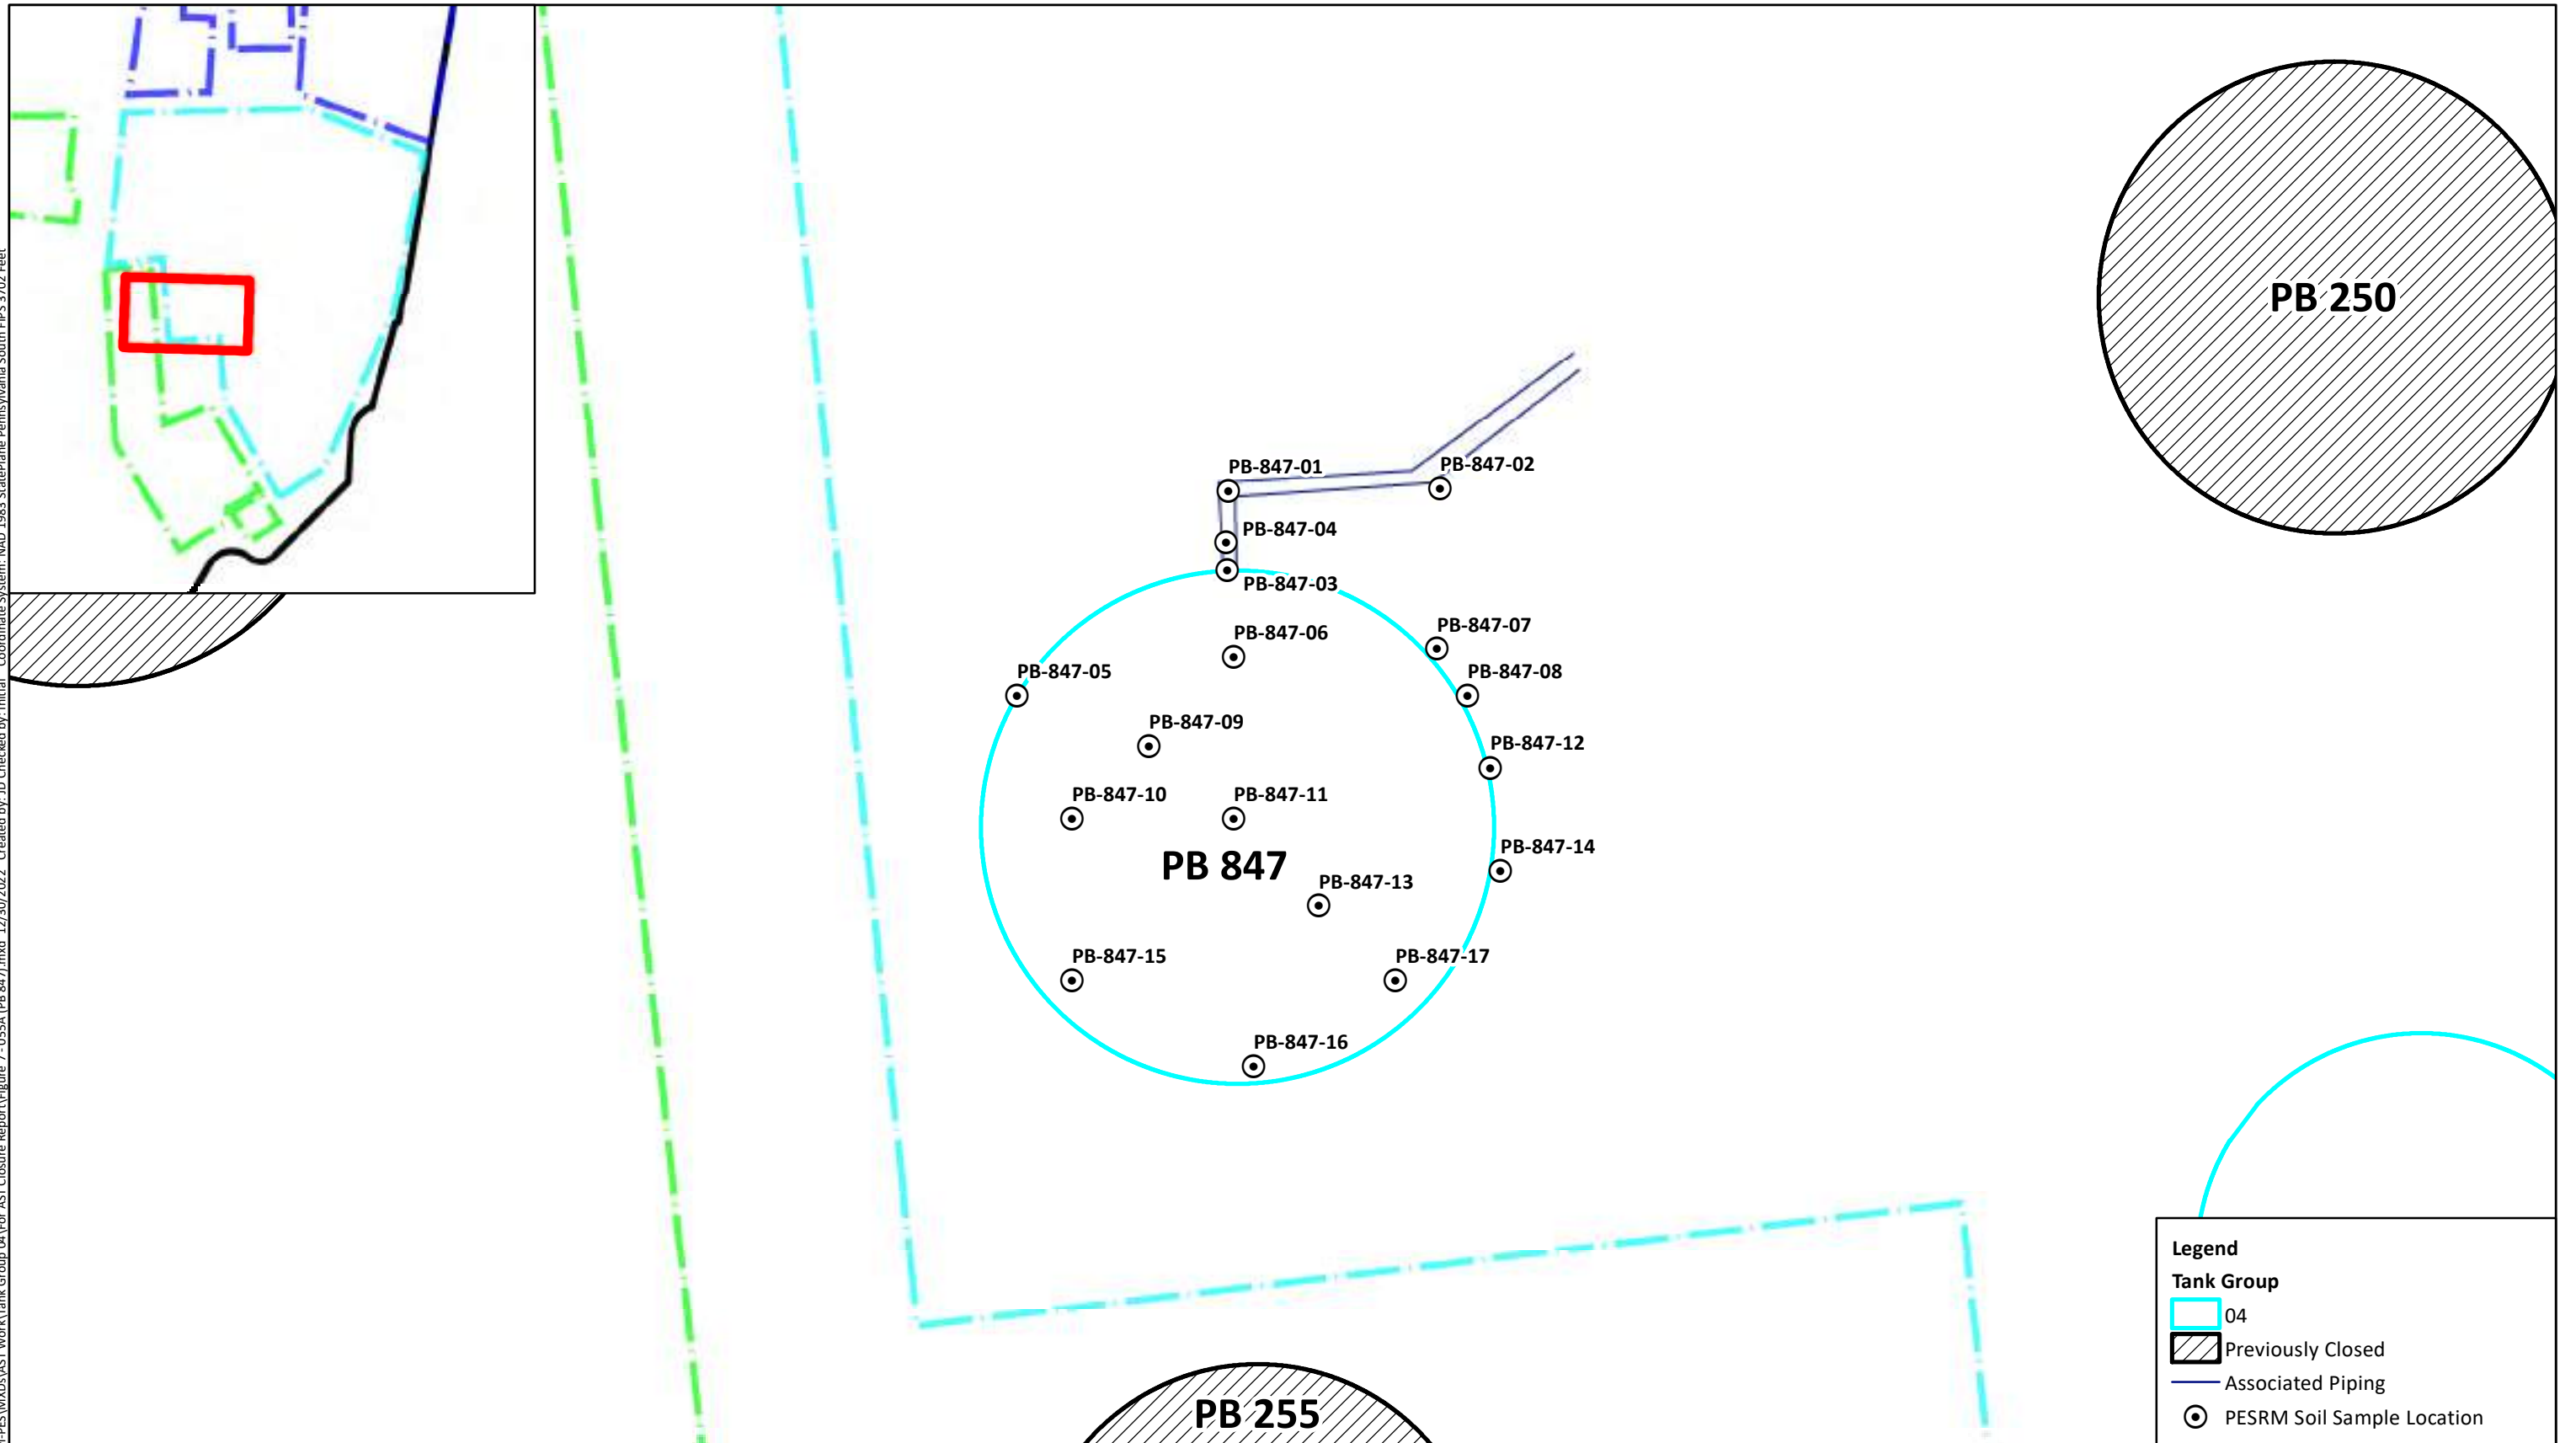 PB 250
PB-847-01
PB-847-02
PB-847-04
PB-847-03
PB-847-06
PB-847-07
PB-847-05
PB-847-08
PB-847-09
PB-847-12
PB-847-10
PB-847-11
PB-847-14
PB 847
PB-847-13
PB-847-15
PB-847-17
PB-847-16
PB 255
Legend
Tank Group
04
Previously Closed
Associated Piping
PESRM Soil Sample Location